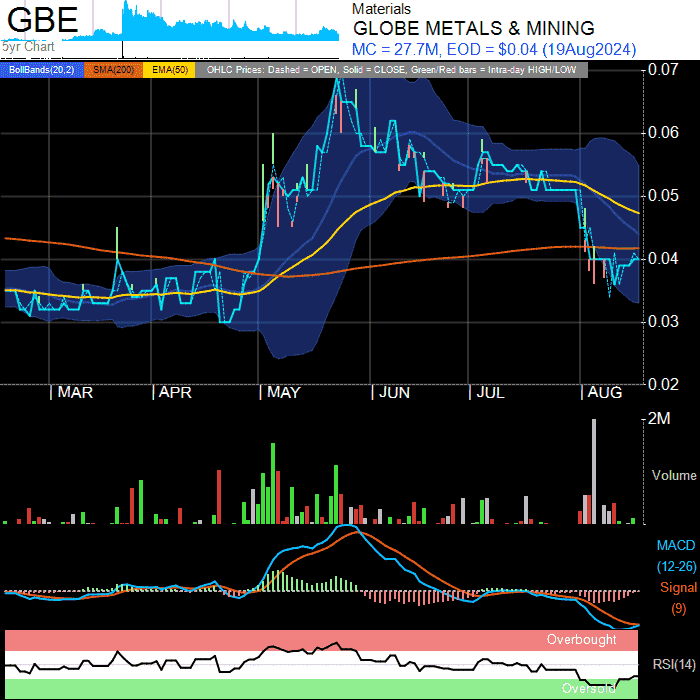 GBE
5yr Chart
Materials
GLOBE METALS & MINING
MC = 27.7M, EOD = $0.04 (19Aug2024)
BollBands(20,2) SMA(200) EMA(50) OHLC Prices: Dashed = OPEN, Solid = CLOSE, Green/Red bars = Intra-day HIGH/LOW
0.07
0.06
0.05
0.04
0.03
0.02
MAR APR MAY JUN JUL AUG
2M
Volume
MACD
(12-26)
Signal
(9)
Overbought
RSI(14)
Oversold